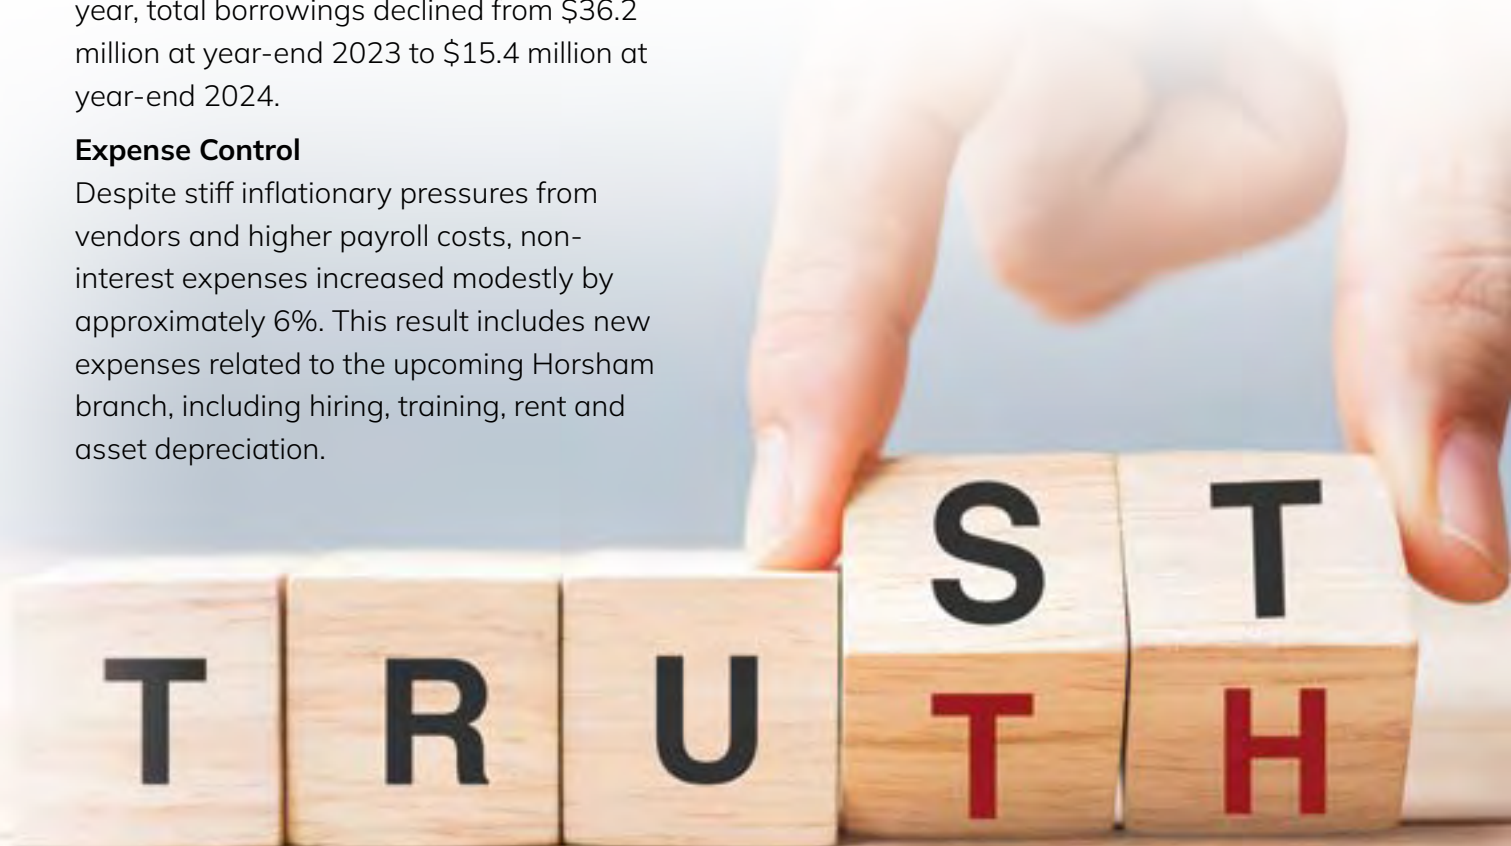 year, total borrowings declined from $36.2
million at year-end 2023 to $15.4 million at
year-end 2024.
Expense Control
Despite stiff inflationary pressures from
vendors and higher payroll costs, non-
interest expenses increased modestly by
approximately 6%. This result includes new
expenses related to the upcoming Horsham
branch, including hiring, training, rent and
asset depreciation.
S T
T R U T H